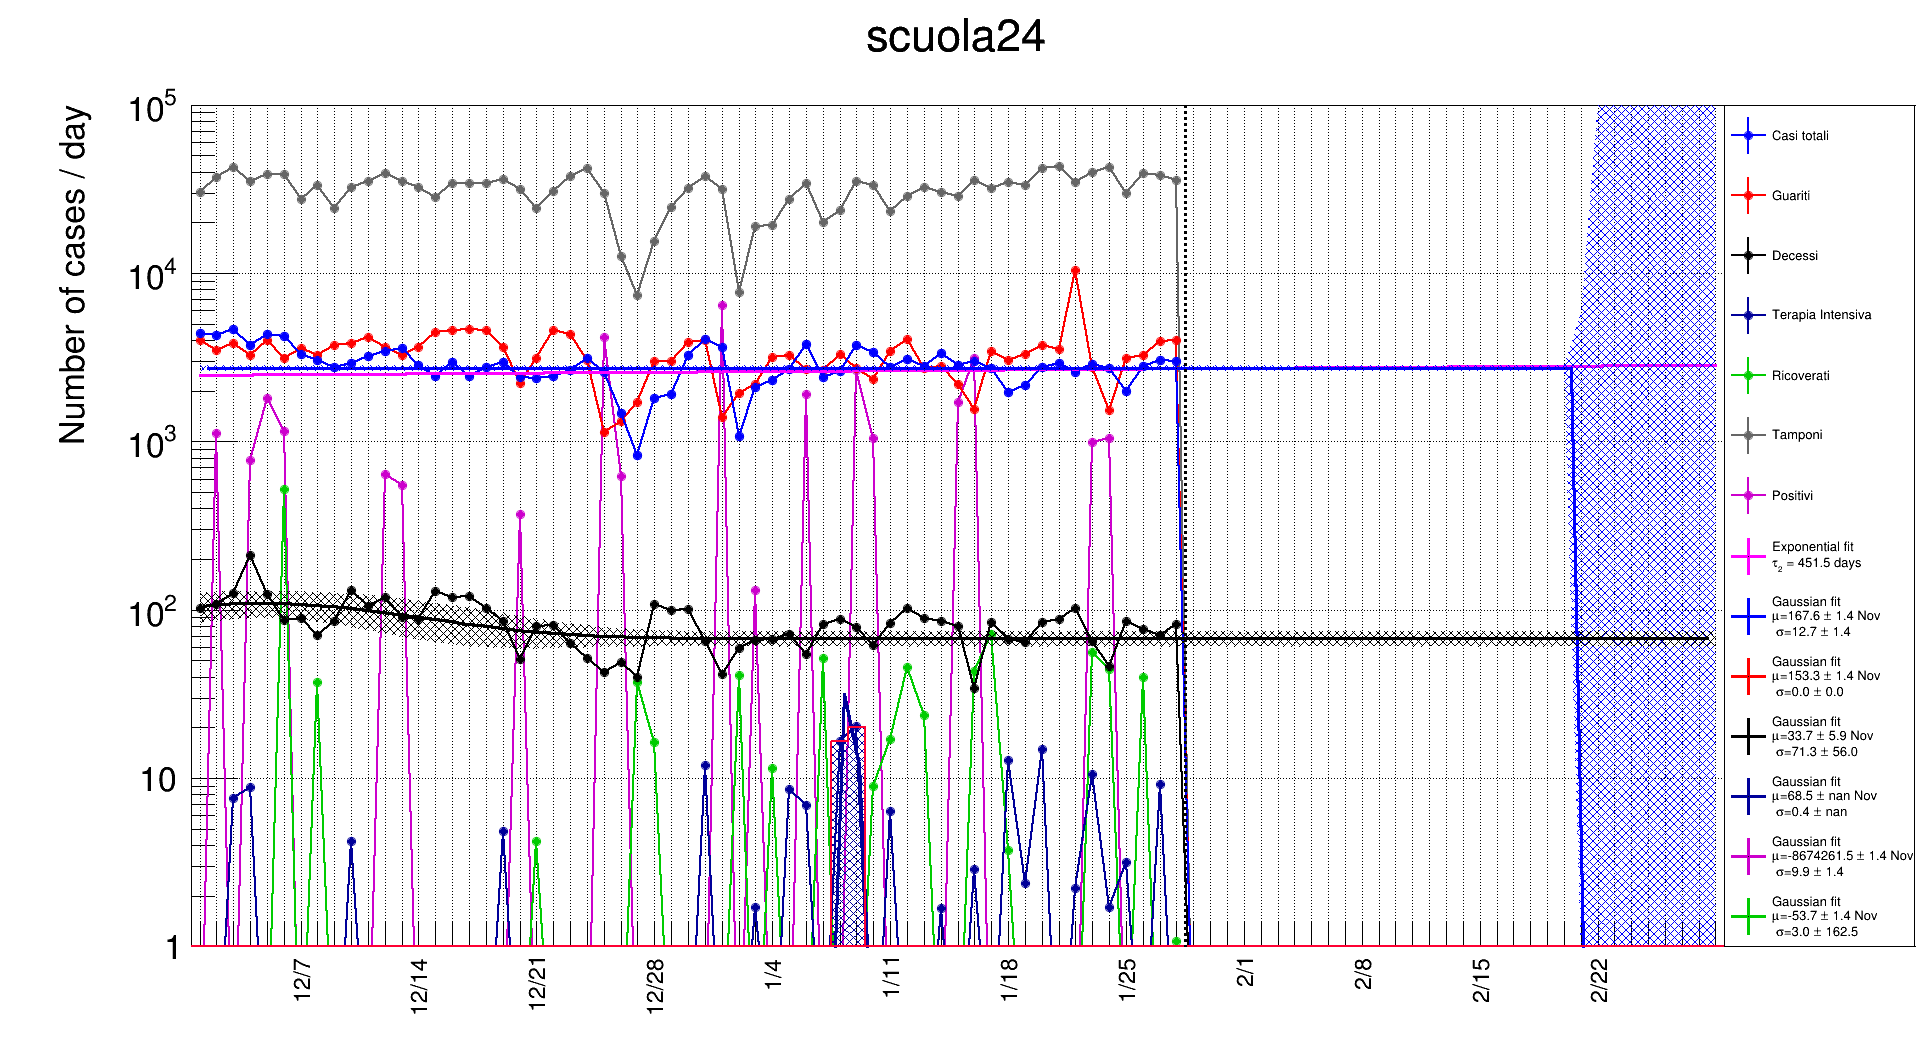 scuola24
Number of cases / day
10^5
10^4
10^3
10^2
10
1
12/7
12/14
12/21
12/28
1/4
1/11
1/18
1/25
2/1
2/8
2/15
2/22
Casi totali
Guariti
Decessi
Terapia Intensiva
Ricoverati
Tamponi
Positivi
Exponential fit
τ₂ = 451.5 days
Gaussian fit
μ=167.6 ± 1.4 Nov
σ=12.7 ± 1.4
Gaussian fit
μ=153.3 ± 1.4 Nov
σ=0.0 ± 0.0
Gaussian fit
μ=33.7 ± 5.9 Nov
σ=71.3 ± 56.0
Gaussian fit
μ=68.5 ± nan Nov
σ=0.4 ± nan
Gaussian fit
μ=-8674261.5 ± 1.4 Nov
σ=9.9 ± 1.4
Gaussian fit
μ=-53.7 ± 1.4 Nov
σ=3.0 ± 162.5